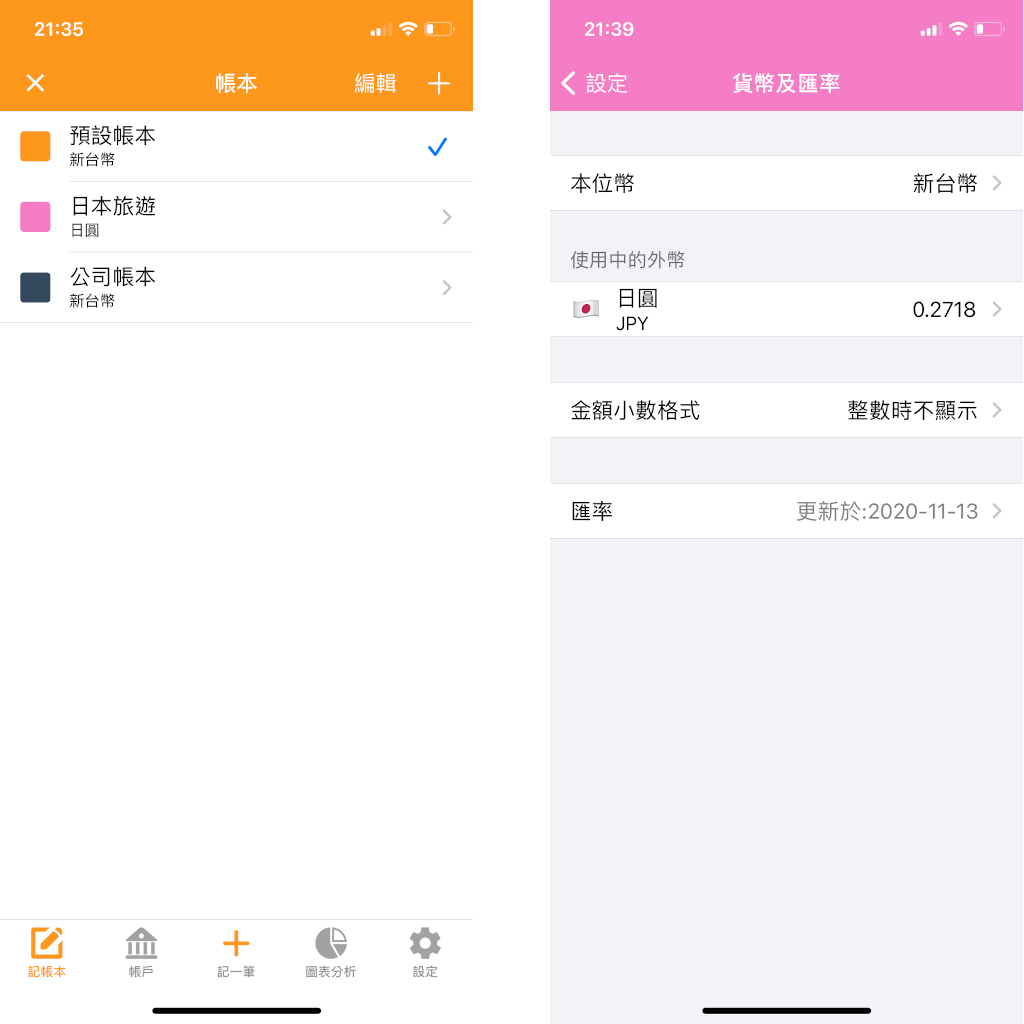 21:35
帳本
編輯
預設帳本
新台幣
日本旅遊
日圓
公司帳本
新台幣
記帳本
帳戶
記一筆
圖表分析
設定
21:39
設定
貨幣及匯率
本位幣
新台幣
使用中的外幣
日圓
JPY
0.2718
金額小數格式
整數時不顯示
匯率
更新於:2020-11-13